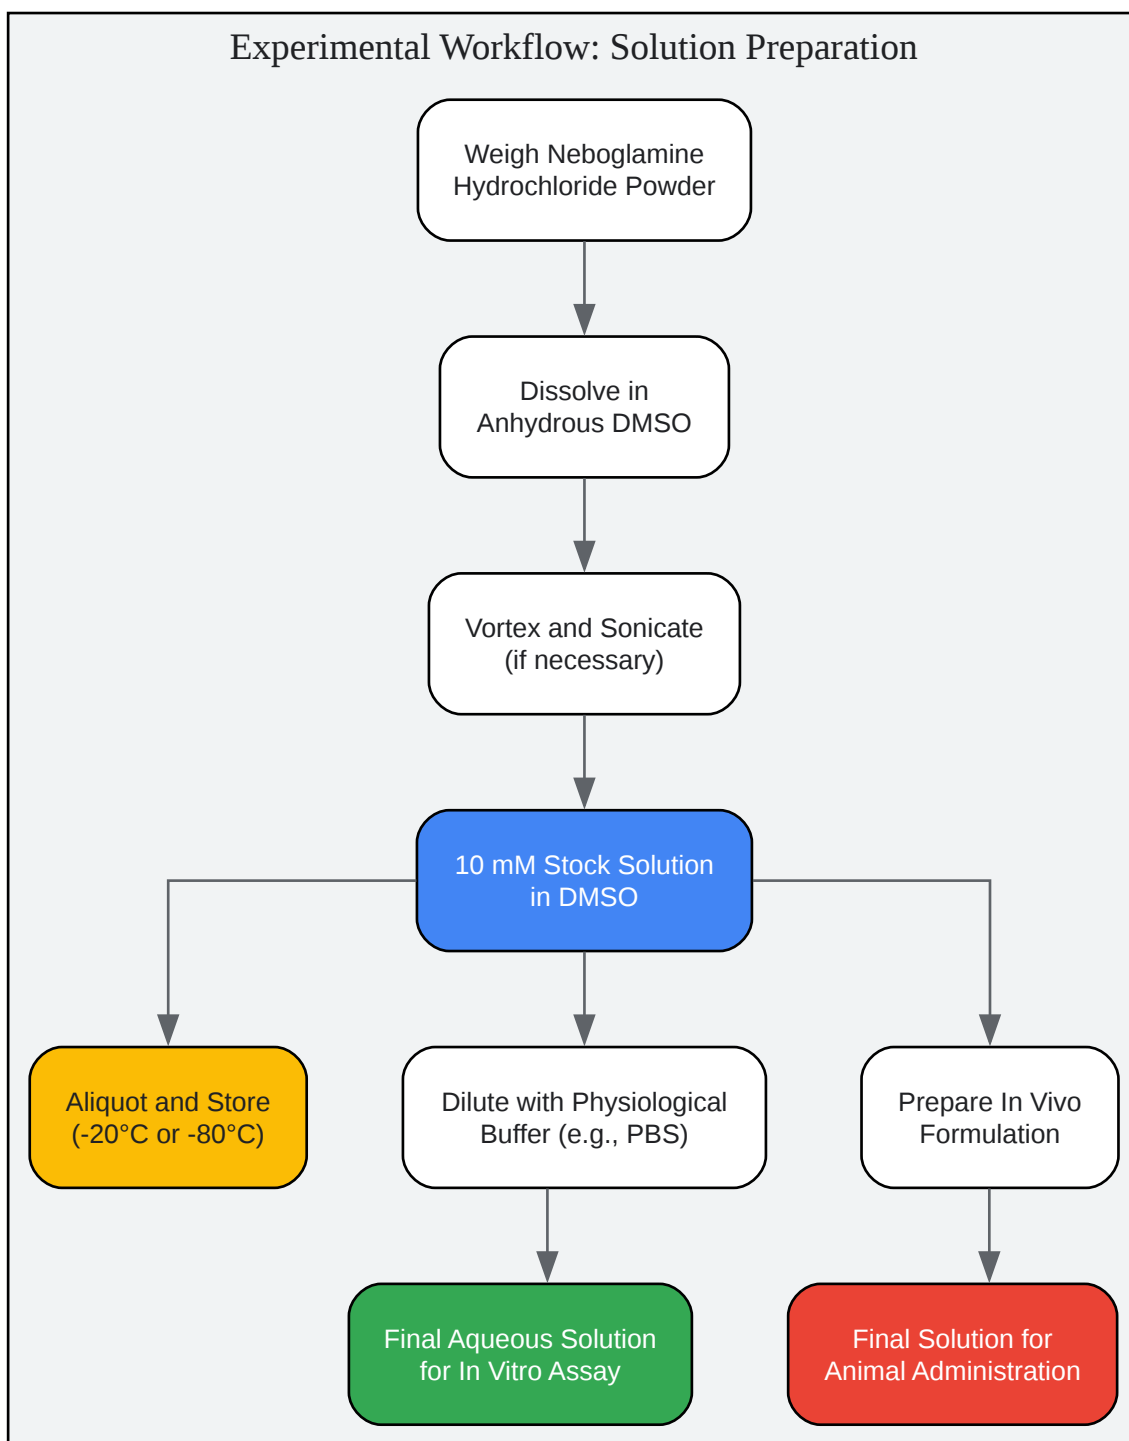 Experimental Workflow: Solution Preparation
Weigh Neboglamine
Hydrochloride Powder
Dissolve in
Anhydrous DMSO
Vortex and Sonicate
(if necessary)
10 mM Stock Solution
in DMSO
Aliquot and Store
(-20°C or -80°C)
Dilute with Physiological
Buffer (e.g., PBS)
Prepare In Vivo
Formulation
Final Aqueous Solution
for In Vitro Assay
Final Solution for
Animal Administration